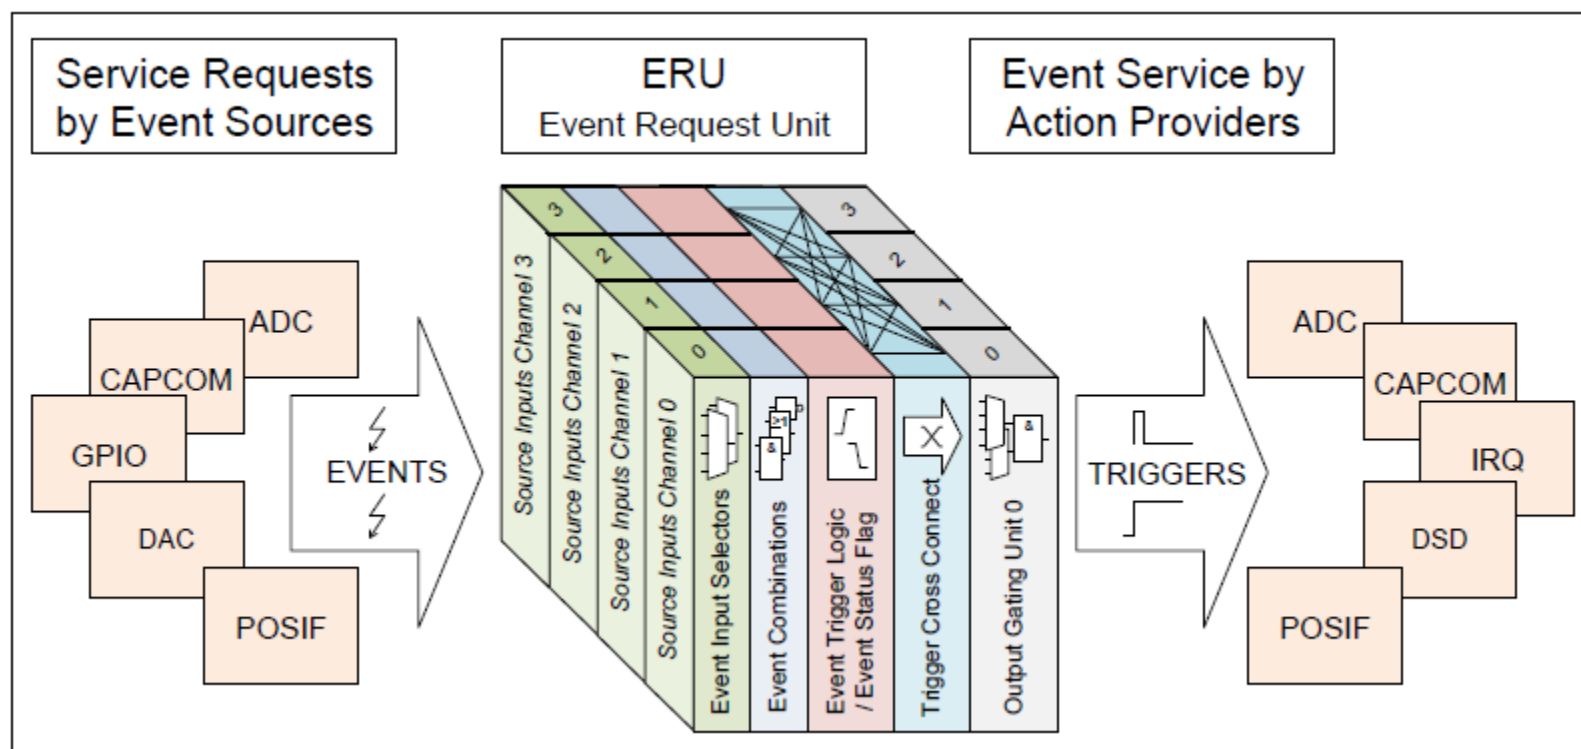 Service Requests
by Event Sources
ERU
Event Request Unit
Event Service by
Action Providers
ADC
CAPCOM
GPIO
DAC
POSIF
EVENTS
3
2
1
0
3
2
1
0
Source Inputs Channel 3
Source Inputs Channel 2
Source Inputs Channel 1
Source Inputs Channel 0
Event Input Selectors
&
≥1
Event Combinations
Event Trigger Logic
/ Event Status Flag
Trigger Cross Connect
&
Output Gating Unit 0
TRIGGERS
ADC
CAPCOM
IRQ
DSD
POSIF